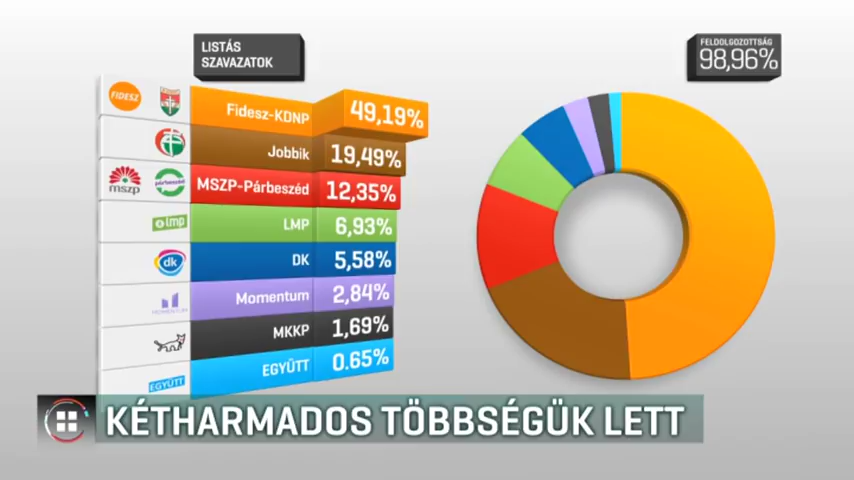 LISTÁS
SZAVAZATOK
FELDOLGOZOTTSÁG
98,96%
FIDESZ
Fidesz-KDNP 49,19%
Jobbik 19,49%
mszp párbeszéd MSZP-Párbeszéd 12,35%
lmp LMP 6,93%
dk DK 5,58%
MOMENTUM Momentum 2,84%
MKKP 1,69%
EGYÜTT EGYÜTT 0.65%
KÉTHARMADOS TÖBBSÉGÜK LETT